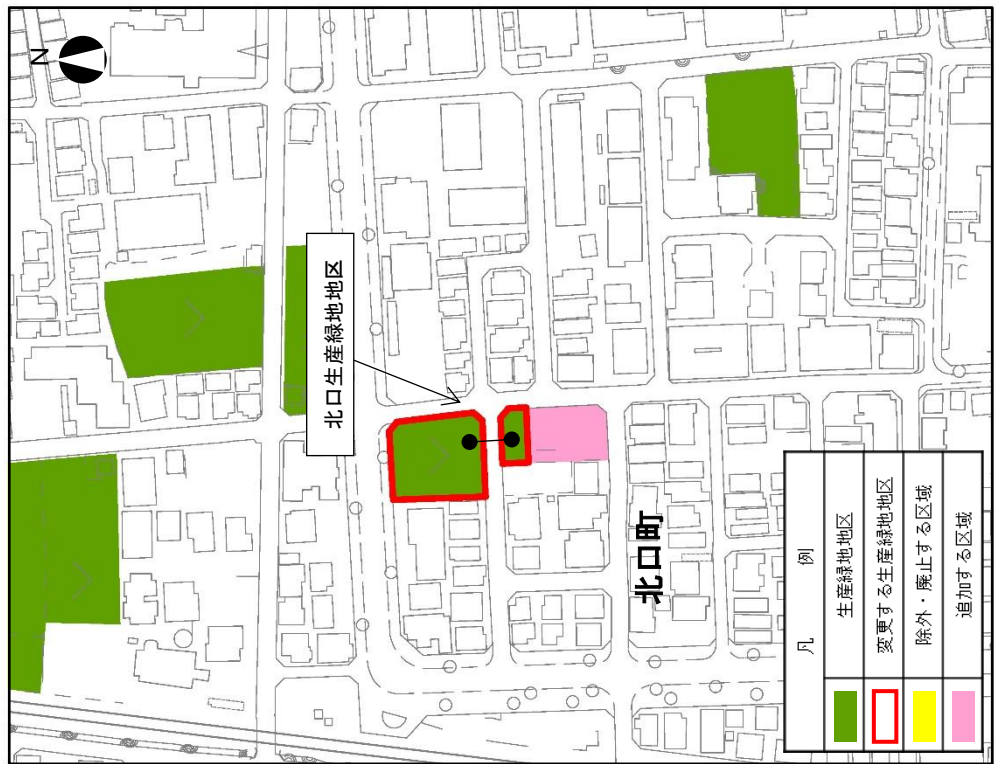 N
北口生産緑地地区
北口町
凡 例
生産緑地地区
変更する生産緑地地区
除外・廃止する区域
追加する区域